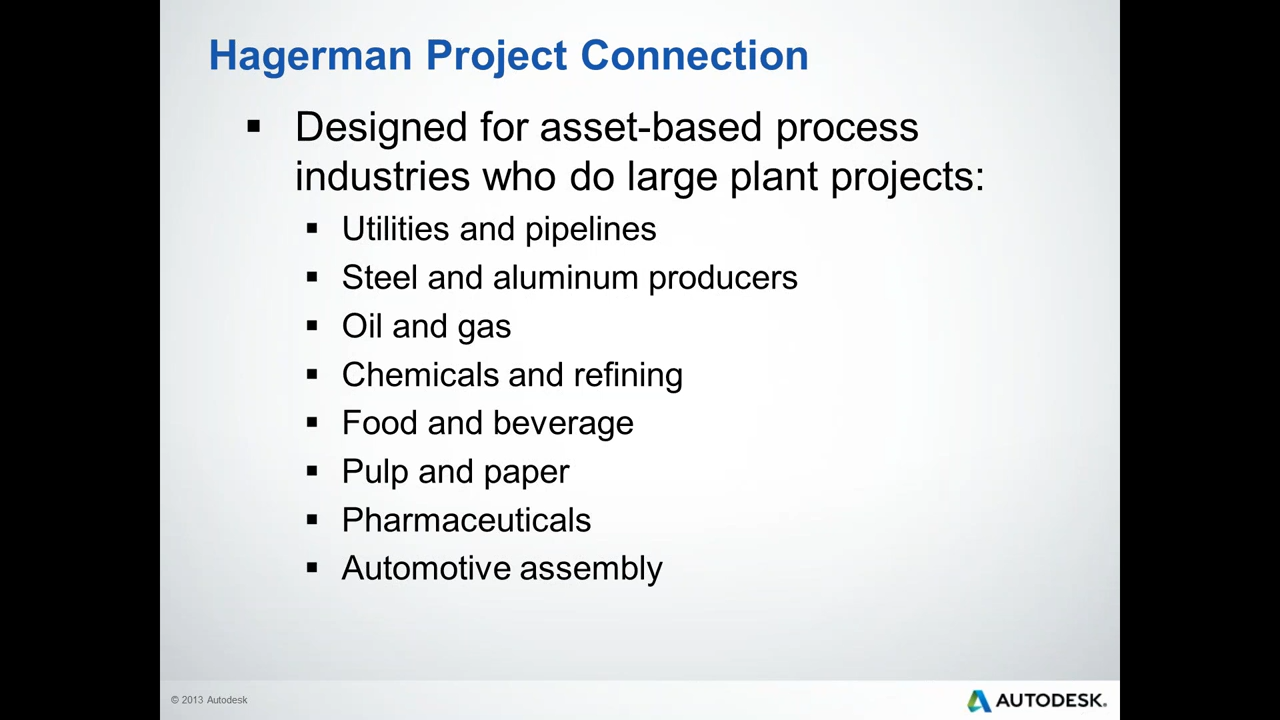 Hagerman Project Connection
▪ Designed for asset-based process
industries who do large plant projects:
▪ Utilities and pipelines
▪ Steel and aluminum producers
▪ Oil and gas
▪ Chemicals and refining
▪ Food and beverage
▪ Pulp and paper
▪ Pharmaceuticals
▪ Automotive assembly
© 2013 Autodesk
AUTODESK®